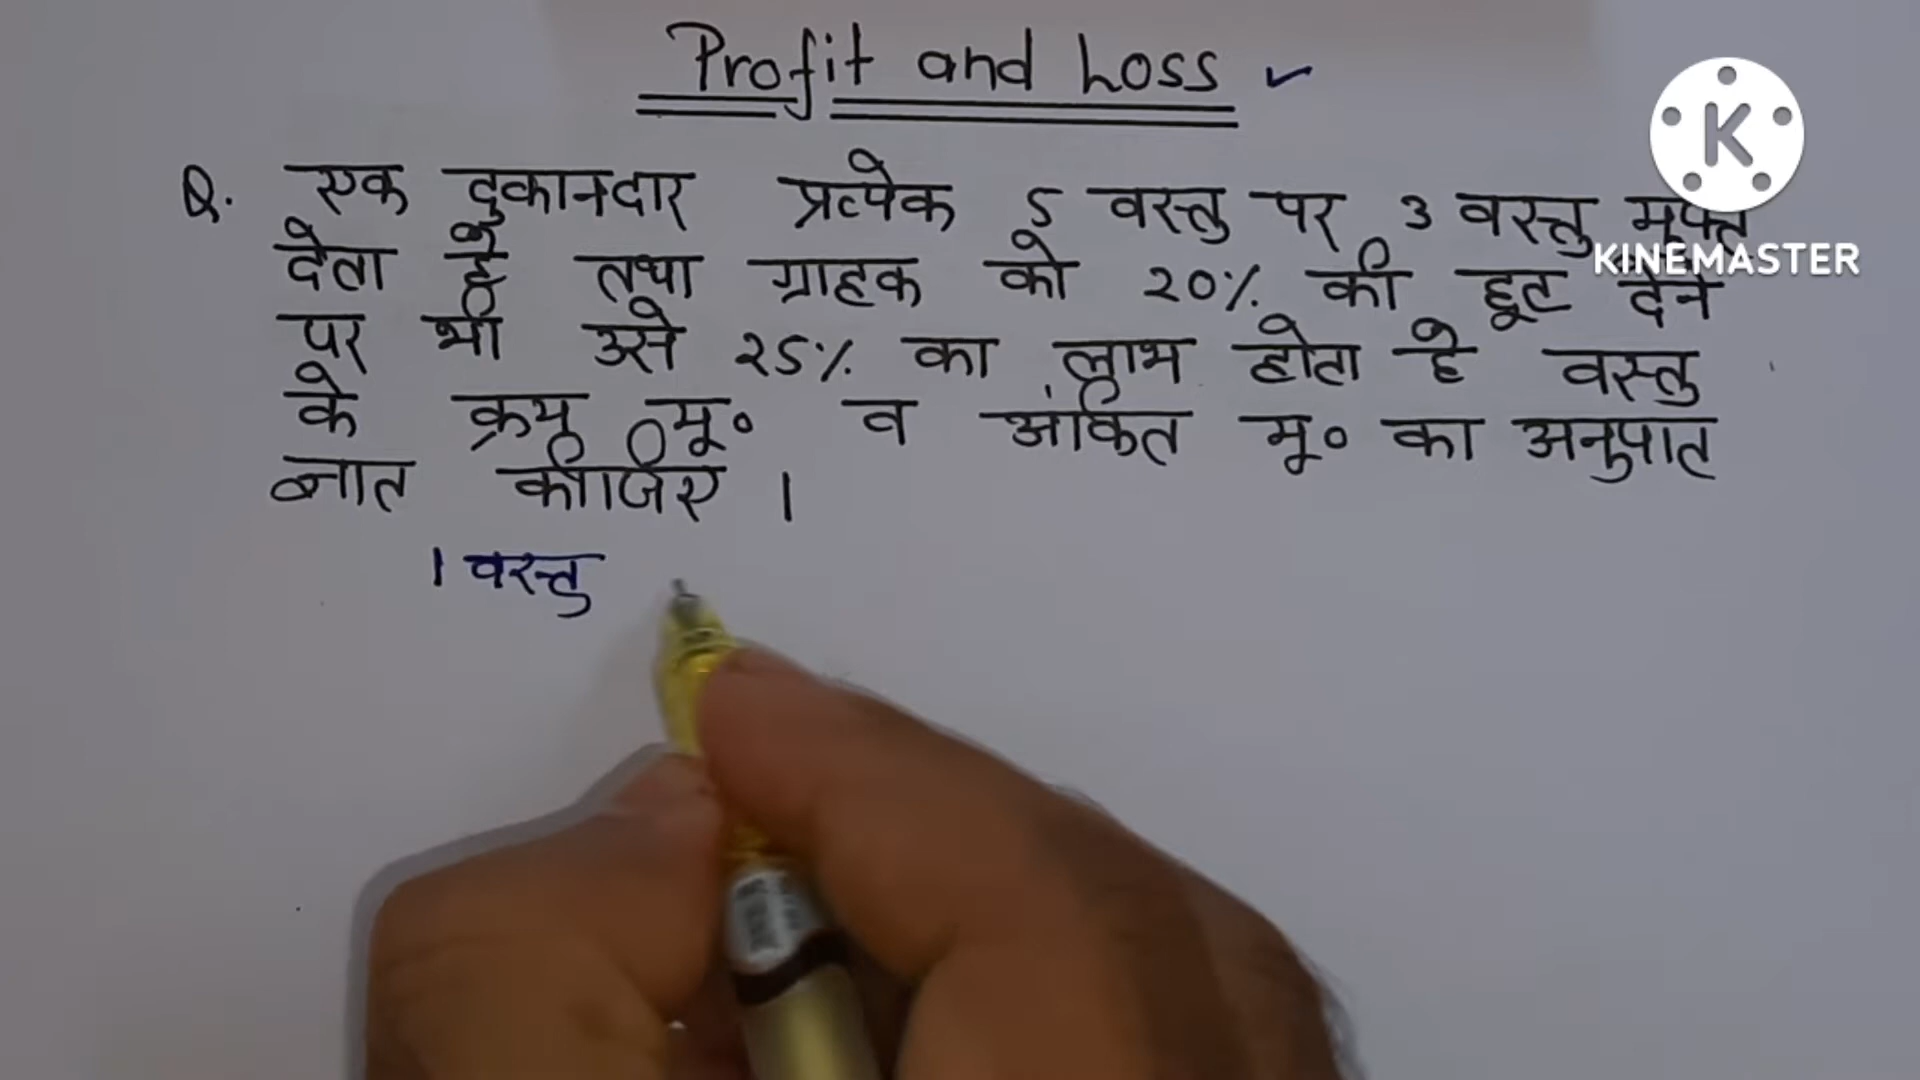 Profit and Loss
Q. एक दुकानदार प्रत्येक 5 वस्तु पर 3 वस्तु मुफ्त
देता है तथा ग्राहक को 20% की छूट देने
पर भी उसे 25% का लाभ होता है वस्तु
के क्रय मू० व अंकित मू० का अनुपात
ज्ञात कीजिए ।
1 वस्तु
K
KINEMASTER